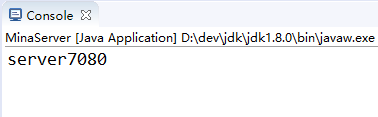 Console
MinaServer [Java Application] D:\dev\jdk\jdk1.8.0\bin\javaw.exe
server7080